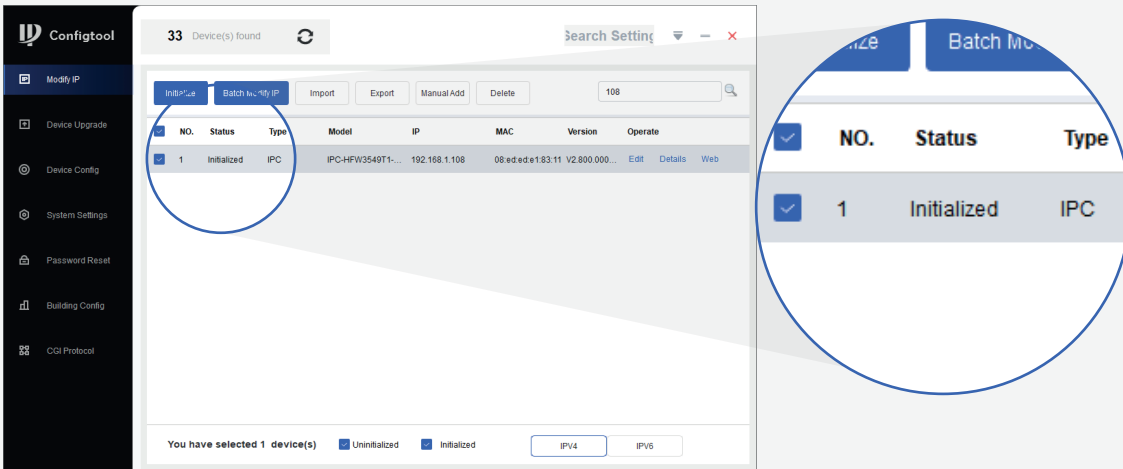 Configtool
33 Device(s) found
Search Setting
Modify IP
Device Upgrade
Device Config
System Settings
Password Reset
Building Config
CGI Protocol
Initialize Batch Modify IP Import Export Manual Add Delete 108
NO. Status Type Model IP MAC Version Operate
1 Initialized IPC IPC-HFW3549T1-... 192.168.1.108 08:ed:ed:e1:83:11 V2.800.000... Edit Details Web
You have selected 1 device(s) Uninitialized Initialized IPV4 IPV6
NO. Status Type
1 Initialized IPC